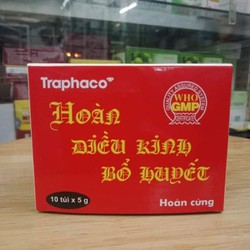 Traphaco
WHO
GMP
HOÀN
ĐIỀU KINH
BỔ HUYẾT
10 túi x 5 g
Hoàn cứng